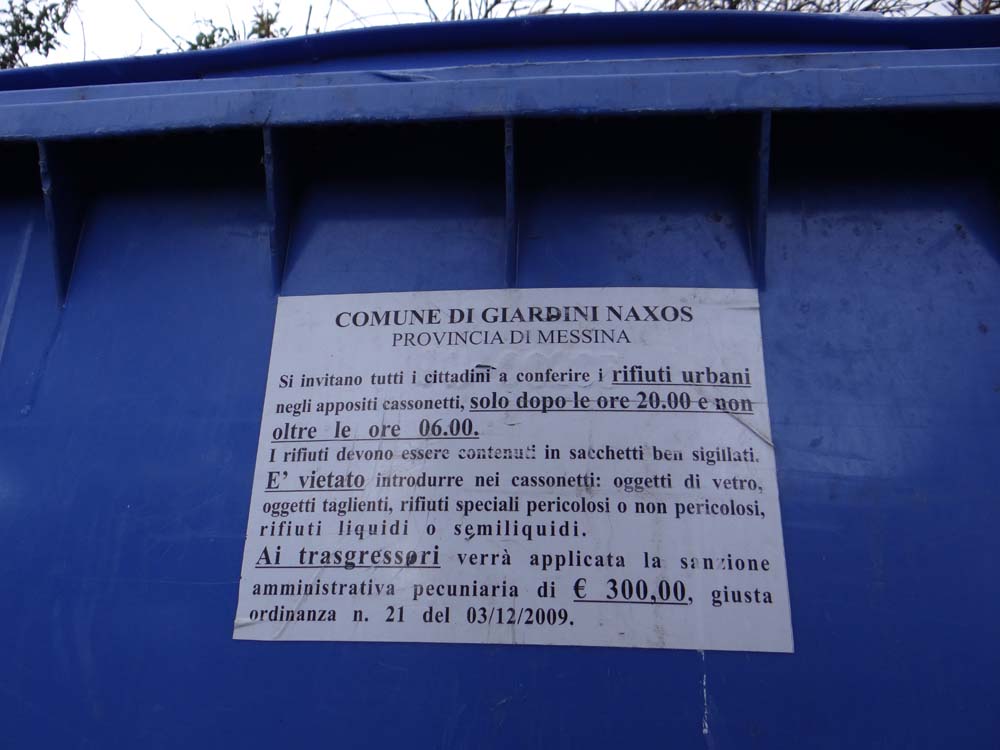 COMUNE DI GIARDINI NAXOS
PROVINCIA DI MESSINA
Si invitano tutti i cittadini a conferire i rifiuti urbani
negli appositi cassonetti, solo dopo le ore 20.00 e non
oltre le ore 06.00.
I rifiuti devono essere contenuti in sacchetti ben sigillati.
E' vietato introdurre nei cassonetti: oggetti di vetro,
oggetti taglienti, rifiuti speciali pericolosi o non pericolosi,
rifiuti liquidi o semiliquidi.
Ai trasgressori verrà applicata la sanzione
amministrativa pecuniaria di € 300,00, giusta
ordinanza n. 21 del 03/12/2009.